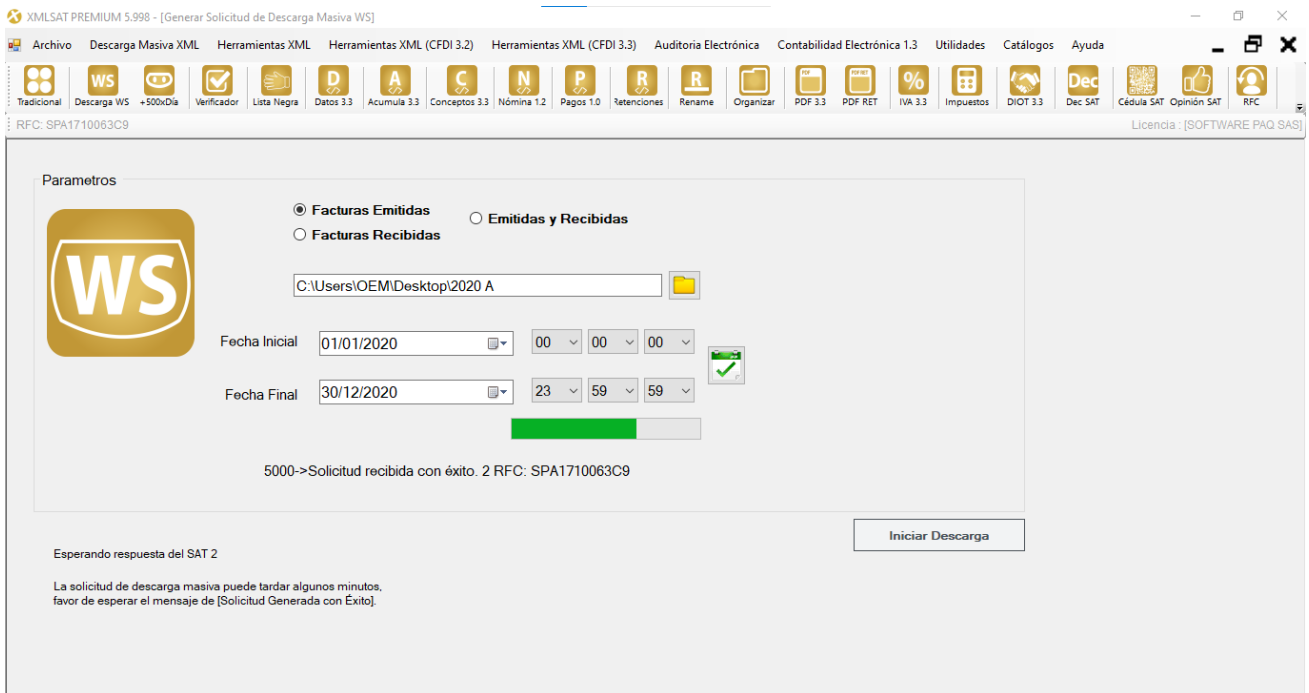 XMLSAT PREMIUM 5.998 - [Generar Solicitud de Descarga Masiva WS]
Archivo Descarga Masiva XML Herramientas XML Herramientas XML (CFDI 3.2) Herramientas XML (CFDI 3.3) Auditoria Electrónica Contabilidad Electrónica 1.3 Utilidades Catálogos Ayuda
WS D A C N P R R PDF PDF RET % Dec
Tradicional Descarga WS +500xDía Verificador Lista Negra Datos 3.3 Acumula 3.3 Conceptos 3.3 Nómina 1.2 Pagos 1.0 Retenciones Rename Organizar PDF 3.3 PDF RET IVA 3.3 Impuestos DIOT 3.3 Dec SAT Cédula SAT Opinión SAT RFC
RFC: SPA1710063C9 Licencia : [SOFTWARE PAQ SAS]
Parametros
Facturas Emitidas
Emitidas y Recibidas
Facturas Recibidas
WS
C:\Users\OEM\Desktop\2020 A
Fecha Inicial 01/01/2020 00 00 00
Fecha Final 30/12/2020 23 59 59
5000->Solicitud recibida con éxito. 2 RFC: SPA1710063C9
Iniciar Descarga
Esperando respuesta del SAT 2
La solicitud de descarga masiva puede tardar algunos minutos,
favor de esperar el mensaje de [Solicitud Generada con Éxito].